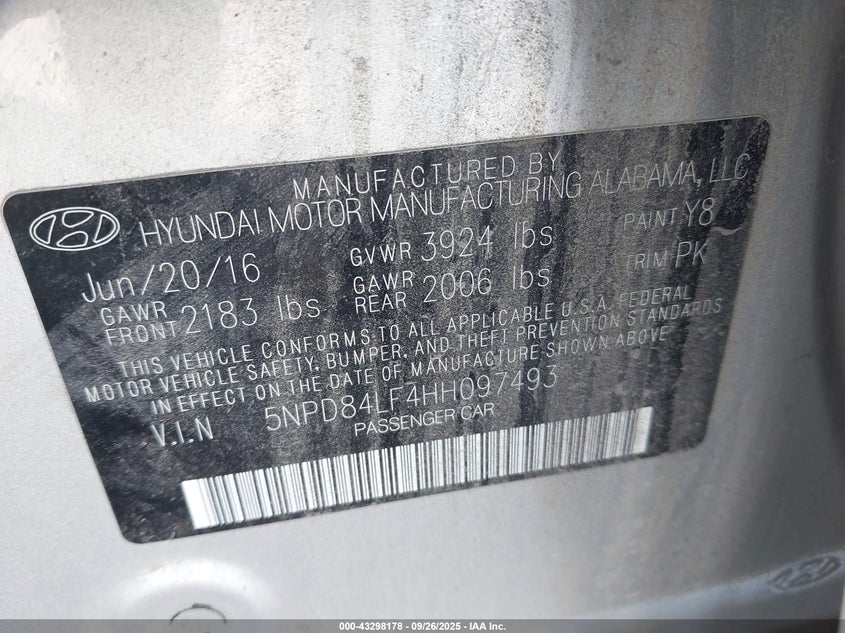 MANUFACTURED BY
HYUNDAI MOTOR MANUFACTURING ALABAMA, LLC
Jun/20/16 GVWR 3924 lbs PAINT Y8
GAWR FRONT 2183 lbs GAWR REAR 2006 lbs TRIM PK
THIS VEHICLE CONFORMS TO ALL APPLICABLE U.S.A. FEDERAL
MOTOR VEHICLE SAFETY, BUMPER, AND THEFT PREVENTION STANDARDS
IN EFFECT ON THE DATE OF MANUFACTURE SHOWN ABOVE
V.I.N 5NPD84LF4HH097493
PASSENGER CAR
000-43298178 - 09/26/2025 - IAA Inc.